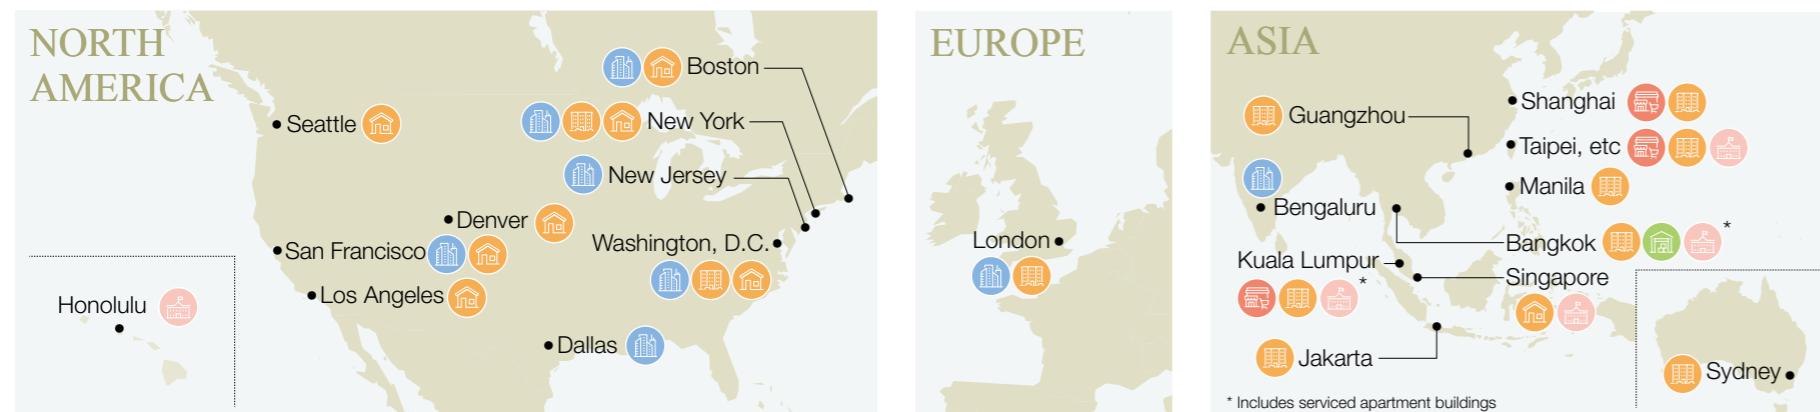 NORTH
AMERICA
Boston
Seattle
New York
New Jersey
Denver
Washington, D.C.
San Francisco
Los Angeles
Honolulu
Dallas
EUROPE
London
ASIA
Shanghai
Guangzhou
Taipei, etc
Manila
Bengaluru
Bangkok *
Kuala Lumpur *
Singapore
Jakarta
Sydney
* Includes serviced apartment buildings